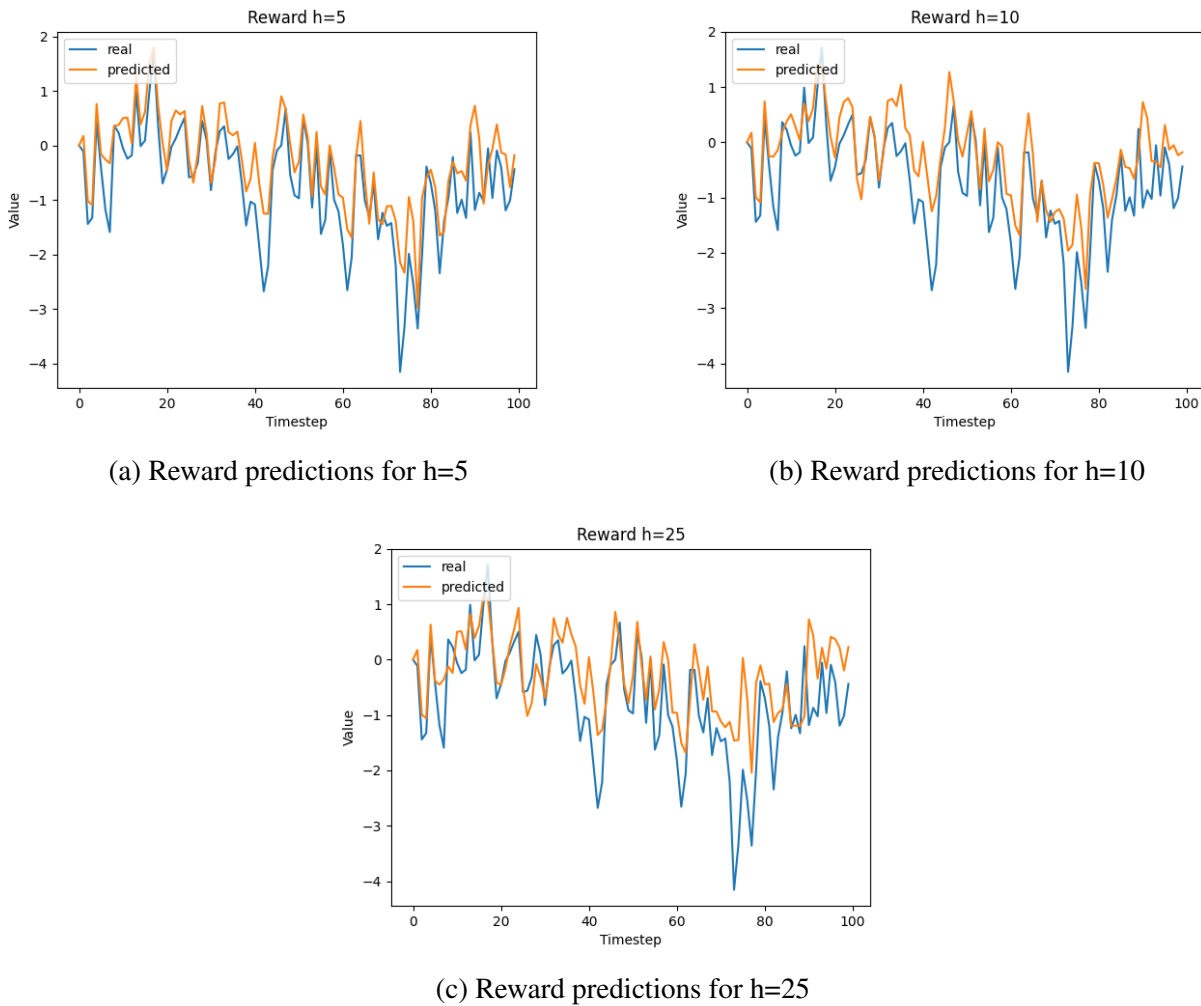 Reward h=5
real
predicted
2
1
0
−1
−2
−3
−4
Value
0 20 40 60 80 100
Timestep
(a) Reward predictions for h=5
Reward h=10
real
predicted
2
1
0
−1
−2
−3
−4
Value
0 20 40 60 80 100
Timestep
(b) Reward predictions for h=10
Reward h=25
real
predicted
2
1
0
−1
−2
−3
−4
Value
0 20 40 60 80 100
Timestep
(c) Reward predictions for h=25